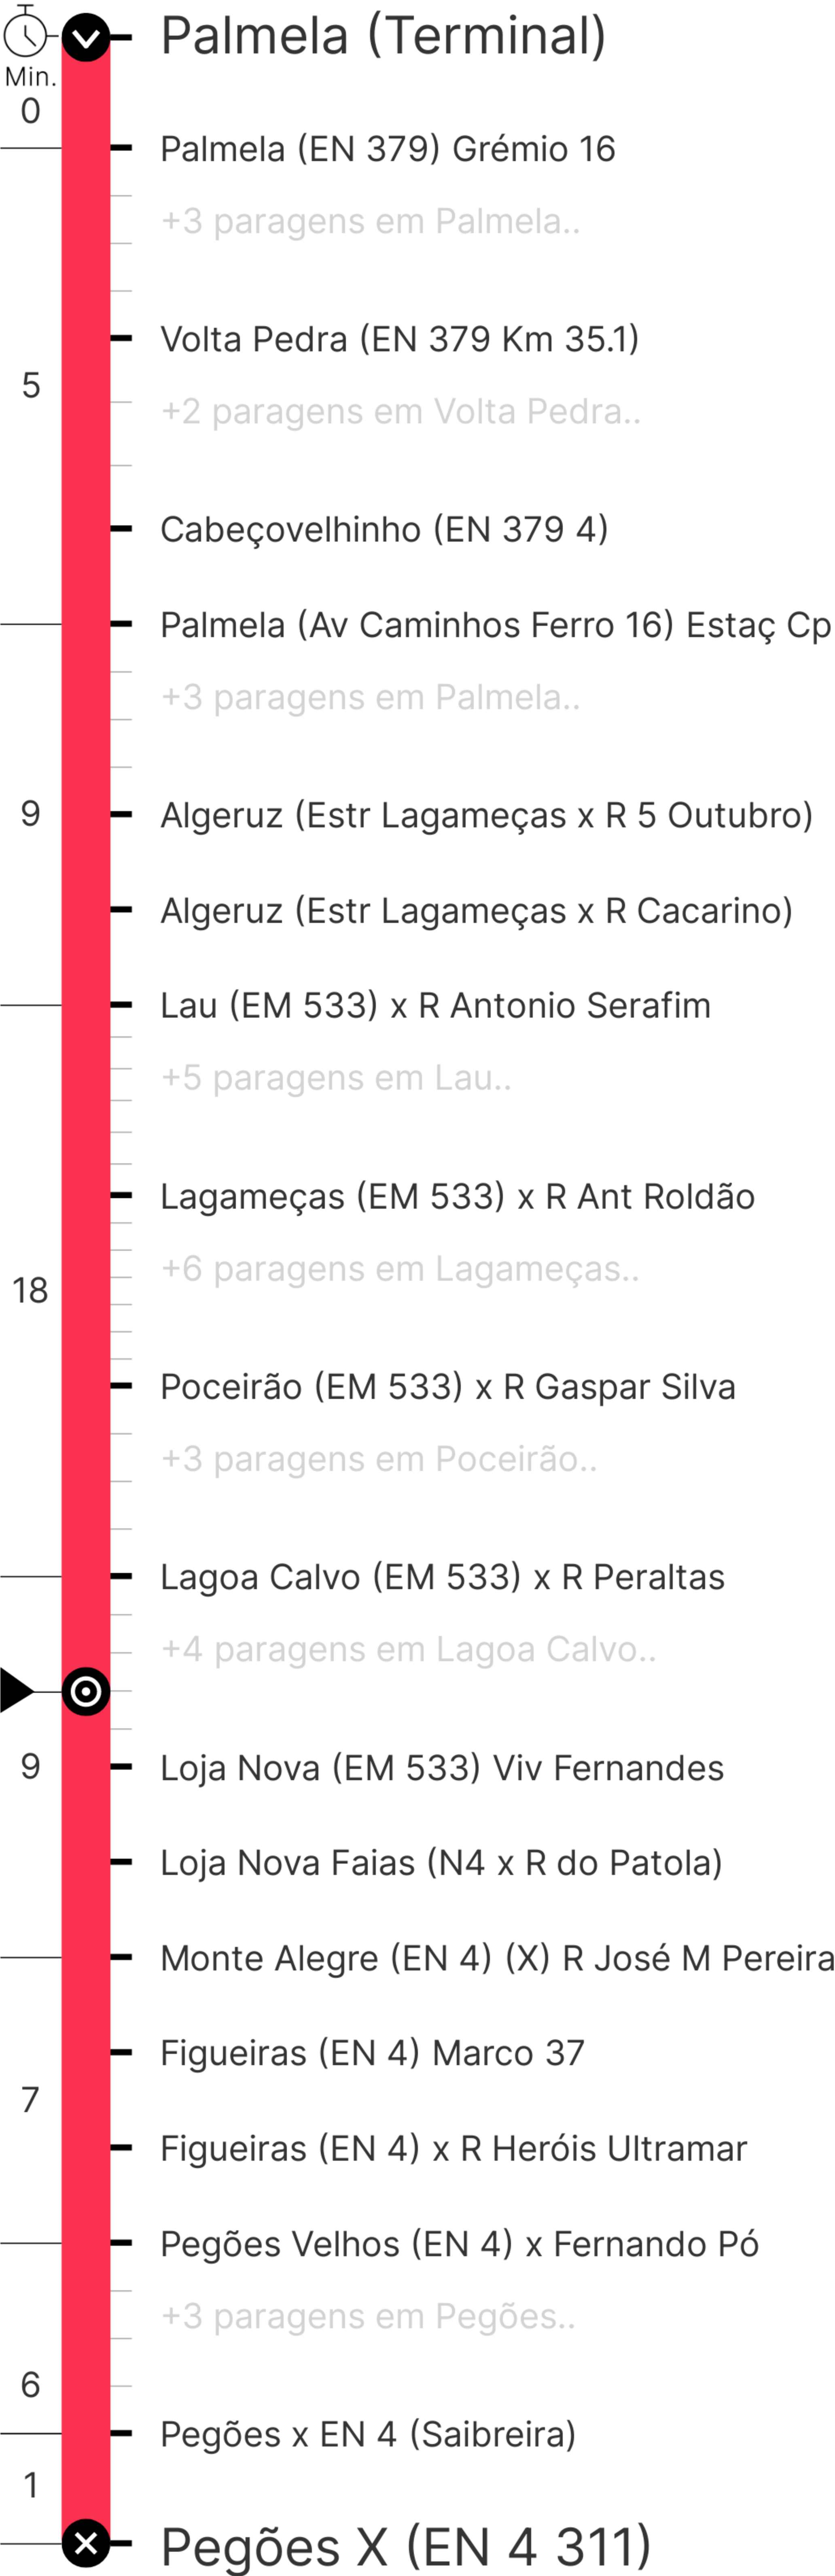 Palmela (Terminal)
Min.
0
Palmela (EN 379) Grémio 16
+3 paragens em Palmela..
Volta Pedra (EN 379 Km 35.1)
5
+2 paragens em Volta Pedra..
Cabeçovelhinho (EN 379 4)
Palmela (Av Caminhos Ferro 16) Estaç Cp
+3 paragens em Palmela..
9
Algeruz (Estr Lagameças x R 5 Outubro)
Algeruz (Estr Lagameças x R Cacarino)
Lau (EM 533) x R Antonio Serafim
+5 paragens em Lau..
Lagameças (EM 533) x R Ant Roldão
+6 paragens em Lagameças..
18
Poceirão (EM 533) x R Gaspar Silva
+3 paragens em Poceirão..
Lagoa Calvo (EM 533) x R Peraltas
+4 paragens em Lagoa Calvo..
9
Loja Nova (EM 533) Viv Fernandes
Loja Nova Faias (N4 x R do Patola)
Monte Alegre (EN 4) (X) R José M Pereira
Figueiras (EN 4) Marco 37
7
Figueiras (EN 4) x R Heróis Ultramar
Pegões Velhos (EN 4) x Fernando Pó
+3 paragens em Pegões..
6
Pegões x EN 4 (Saibreira)
1
Pegões X (EN 4 311)